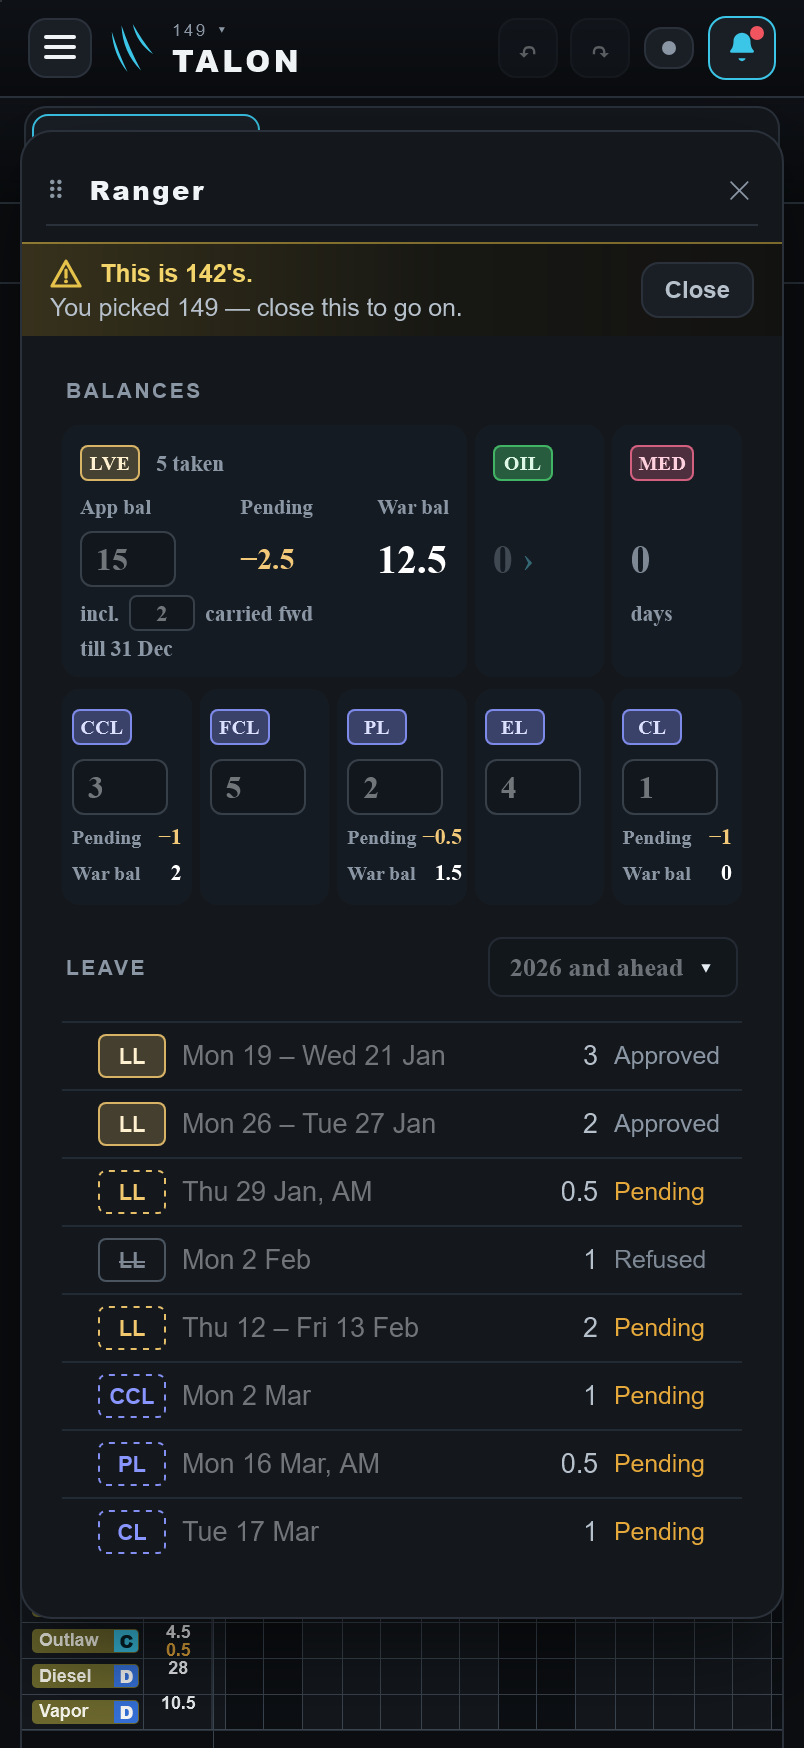 149 ▾
TALON
Ranger
This is 142's.
You picked 149 — close this to go on.
Close
BALANCES
LVE 5 taken
App bal Pending War bal
15 −2.5 12.5
incl. 2 carried fwd
till 31 Dec
OIL
0 ›
MED
0
days
CCL
3
Pending −1
War bal 2
FCL
5
PL
2
Pending −0.5
War bal 1.5
EL
4
CL
1
Pending −1
War bal 0
LEAVE
2026 and ahead ▼
LL Mon 19 – Wed 21 Jan 3 Approved
LL Mon 26 – Tue 27 Jan 2 Approved
LL Thu 29 Jan, AM 0.5 Pending
LL Mon 2 Feb 1 Refused
LL Thu 12 – Fri 13 Feb 2 Pending
CCL Mon 2 Mar 1 Pending
PL Mon 16 Mar, AM 0.5 Pending
CL Tue 17 Mar 1 Pending
Outlaw C 4.5
0.5
Diesel D 28
Vapor D 10.5